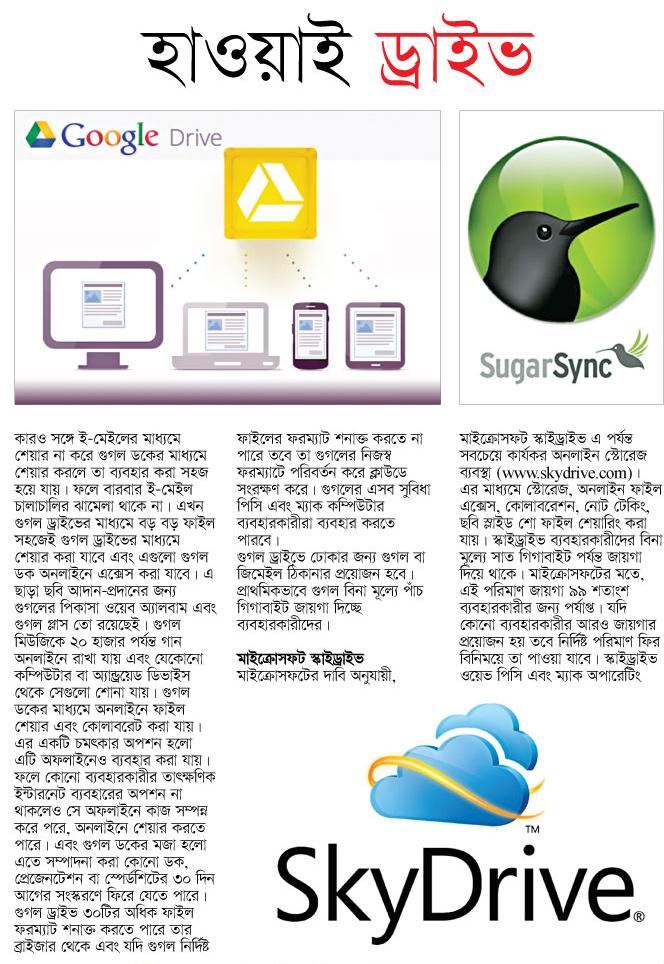 হাওয়াই ড্রাইভ
Google Drive
SugarSync
কারও সঙ্গে ই-মেইলের মাধ্যমে
শেয়ার না করে গুগল ডকের মাধ্যমে
শেয়ার করলে তা ব্যবহার করা সহজ
হয়ে যায়। ফলে বারবার ই-মেইল
চালাচালির ঝামেলা থাকে না। এখন
গুগল ড্রাইভের মাধ্যমে বড় বড় ফাইল
সহজেই গুগল ড্রাইভের মাধ্যমে
শেয়ার করা যাবে এবং এগুলো গুগল
ডক অনলাইনে এক্সেস করা যাবে। এ
ছাড়া ছবি আদান-প্রদানের জন্য
গুগলের পিকাসা ওয়েব অ্যালবাম এবং
গুগল প্লাস তো রয়েছেই। গুগল
মিউজিকে ২০ হাজার পর্যন্ত গান
অনলাইনে রাখা যায় এবং যেকোনো
কম্পিউটার বা অ্যান্ড্রয়েড ডিভাইস
থেকে সেগুলো শোনা যায়। গুগল
ডকের মাধ্যমে অনলাইনে ফাইল
শেয়ার এবং কোলাবরেট করা যায়।
এর একটি চমৎকার অপশন হলো
এটি অফলাইনেও ব্যবহার করা যায়।
ফলে কোনো ব্যবহারকারীর তাৎক্ষণিক
ইন্টারনেট ব্যবহারের অপশন না
থাকলেও সে অফলাইনে কাজ সম্পন্ন
করে পরে, অনলাইনে শেয়ার করতে
পারে। এবং গুগল ডকের মজা হলো
এতে সম্পাদনা করা কোনো ডক,
প্রেজেনটেশন বা স্পের্ডশিটের ৩০ দিন
আগের সংস্করণে ফিরে যেতে পারে।
গুগল ড্রাইভ ৩০টির অধিক ফাইল
ফরম্যাট শনাক্ত করতে পারে তার
ব্রাইজার থেকে এবং যদি গুগল নির্দিষ্ট
ফাইলের ফরম্যাট শনাক্ত করতে না
পারে তবে তা গুগলের নিজস্ব
ফরম্যাটে পরিবর্তন করে ক্লাউডে
সংরক্ষণ করে। গুগলের এসব সুবিধা
পিসি এবং ম্যাক কম্পিউটার
ব্যবহারকারীরা ব্যবহার করতে
পারবে।
গুগল ড্রাইভে ঢোকার জন্য গুগল বা
জিমেইল ঠিকানার প্রয়োজন হবে।
প্রাথমিকভাবে গুগল বিনা মূল্যে পাঁচ
গিগাবাইট জায়গা দিচ্ছে
ব্যবহারকারীদের।
মাইক্রোসফট স্কাইড্রাইভ
মাইক্রোসফটের দাবি অনুযায়ী,
মাইক্রোসফট স্কাইড্রাইভ এ পর্যন্ত
সবচেয়ে কার্যকর অনলাইন স্টোরেজ
ব্যবস্থা (www.skydrive.com)।
এর মাধ্যমে স্টোরেজ, অনলাইন ফাইল
এক্সেস, কোলাবরেশন, নোট টেকিং,
ছবি স্লাইড শো ফাইল শেয়ারিং করা
যায়। স্কাইড্রাইভ ব্যবহারকারীদের বিনা
মূল্যে সাত গিগাবাইট পর্যন্ত জায়গা
দিয়ে থাকে। মাইক্রোসফটের মতে,
এই পরিমাণ জায়গা ৯৯ শতাংশ
ব্যবহারকারীর জন্য পর্যাপ্ত। যদি
কোনো ব্যবহারকারীর আরও জায়গার
প্রয়োজন হয় তবে নির্দিষ্ট পরিমাণ ফির
বিনিময়ে তা পাওয়া যাবে। স্কাইড্রাইভ
ওয়েভ পিসি এবং ম্যাক অপারেটিং
TM
SkyDrive®